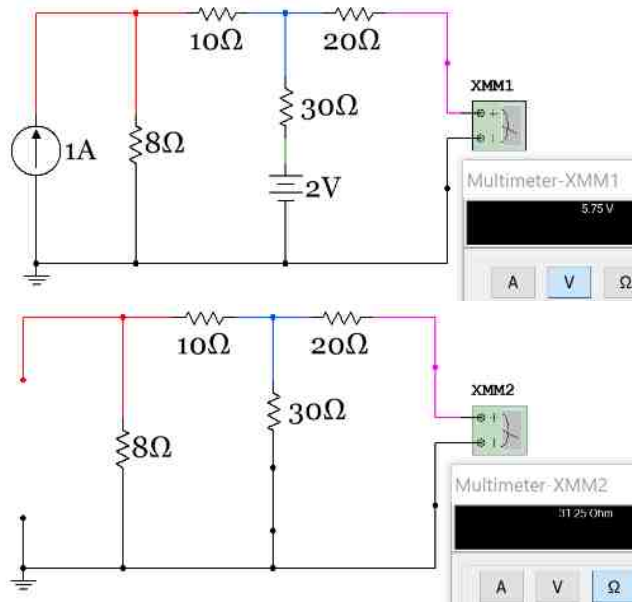 10Ω 20Ω
XMM1
30Ω
1A 8Ω
2V
Multimeter-XMM1
5.75 V
A V Ω
10Ω 20Ω
XMM2
30Ω
8Ω
Multimeter-XMM2
31.25 Ohm
A V Ω